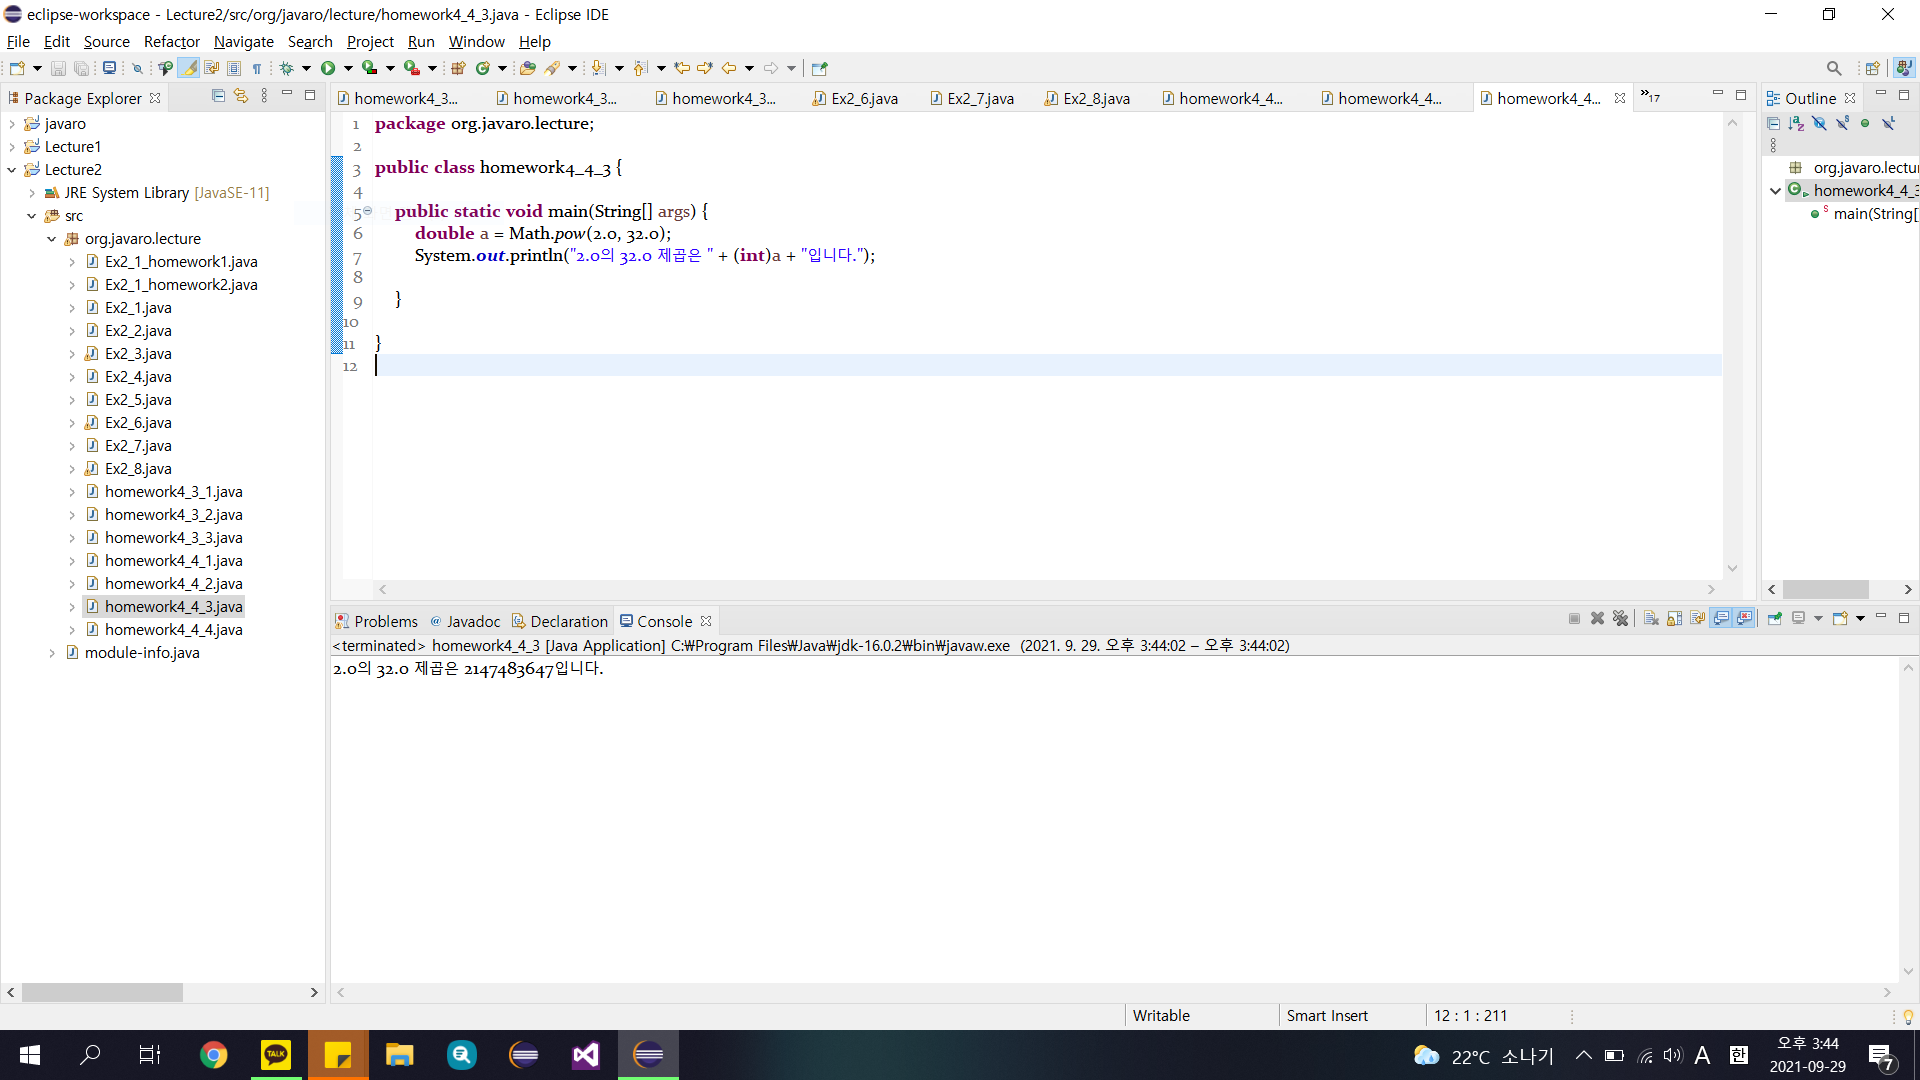 eclipse-workspace - Lecture2/src/org/javaro/lecture/homework4_4_3.java - Eclipse IDE
File Edit Source Refactor Navigate Search Project Run Window Help
Package Explorer
javaro
Lecture1
Lecture2
JRE System Library [JavaSE-11]
src
org.javaro.lecture
Ex2_1_homework1.java
Ex2_1_homework2.java
Ex2_1.java
Ex2_2.java
Ex2_3.java
Ex2_4.java
Ex2_5.java
Ex2_6.java
Ex2_7.java
Ex2_8.java
homework4_3_1.java
homework4_3_2.java
homework4_3_3.java
homework4_4_1.java
homework4_4_2.java
homework4_4_3.java
homework4_4_4.java
module-info.java
homework4_3... homework4_3... homework4_3... Ex2_6.java Ex2_7.java Ex2_8.java homework4_4... homework4_4... homework4_4... »17
1 package org.javaro.lecture;
2
3 public class homework4_4_3 {
4
5 public static void main(String[] args) {
6 double a = Math.pow(2.0, 32.0);
7 System.out.println("2.0의 32.0 제곱은 " + (int)a + "입니다.");
8
9 }
10
11 }
12
Outline
org.javaro.lectu
homework4_4_3
main(String[
Problems Javadoc Declaration Console
<terminated> homework4_4_3 [Java Application] C:₩Program Files₩Java₩jdk-16.0.2₩bin₩javaw.exe (2021. 9. 29. 오후 3:44:02 – 오후 3:44:02)
2.0의 32.0 제곱은 2147483647입니다.
Writable Smart Insert 12 : 1 : 211
TALK
22°C 소나기 A 한 오후 3:44
2021-09-29
7